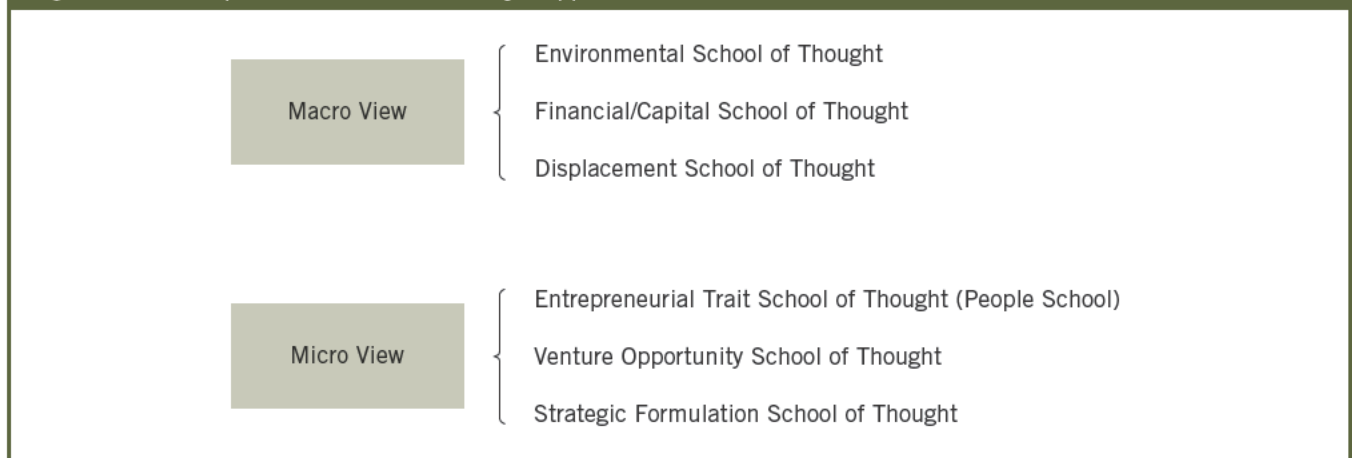 Environmental School of Thought
Macro View
Financial/Capital School of Thought
Displacement School of Thought
Entrepreneurial Trait School of Thought (People School)
Micro View
Venture Opportunity School of Thought
Strategic Formulation School of Thought